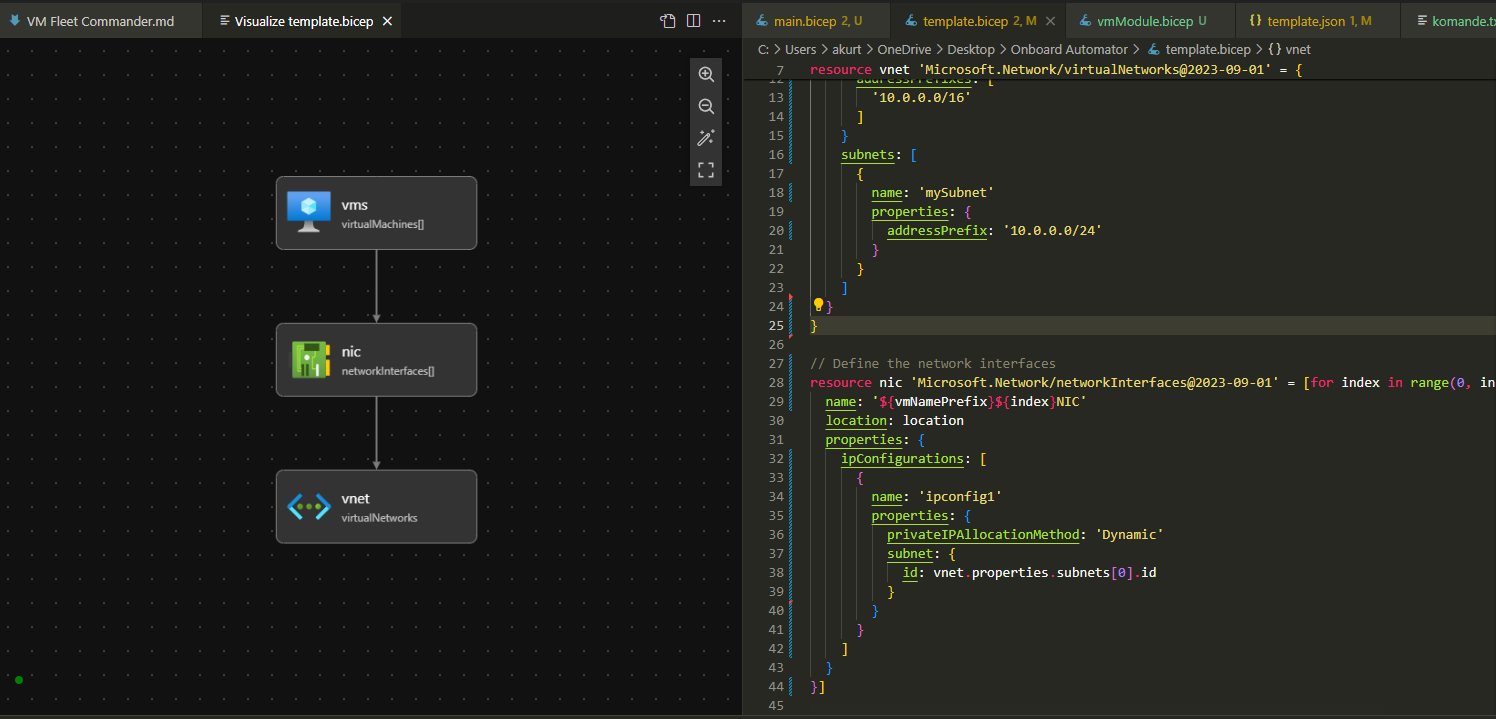 VM Fleet Commander.md
Visualize template.bicep
vms
virtualMachines[]
nic
networkInterfaces[]
vnet
virtualNetworks
main.bicep 2, U
template.bicep 2, M
vmModule.bicep U
{} template.json 1, M
komande.tx
C: > Users > akurt > OneDrive > Desktop > Onboard Automator > template.bicep > {} vnet
7 resource vnet 'Microsoft.Network/virtualNetworks@2023-09-01' = {
12 addressPrefixes: [
13 '10.0.0.0/16'
14 ]
15 }
16 subnets: [
17 {
18 name: 'mySubnet'
19 properties: {
20 addressPrefix: '10.0.0.0/24'
21 }
22 }
23 ]
24 }
25 }
26
27 // Define the network interfaces
28 resource nic 'Microsoft.Network/networkInterfaces@2023-09-01' = [for index in range(0, in
29 name: '${vmNamePrefix}${index}NIC'
30 location: location
31 properties: {
32 ipConfigurations: [
33 {
34 name: 'ipconfig1'
35 properties: {
36 privateIPAllocationMethod: 'Dynamic'
37 subnet: {
38 id: vnet.properties.subnets[0].id
39 }
40 }
41 }
42 ]
43 }
44 }]
45